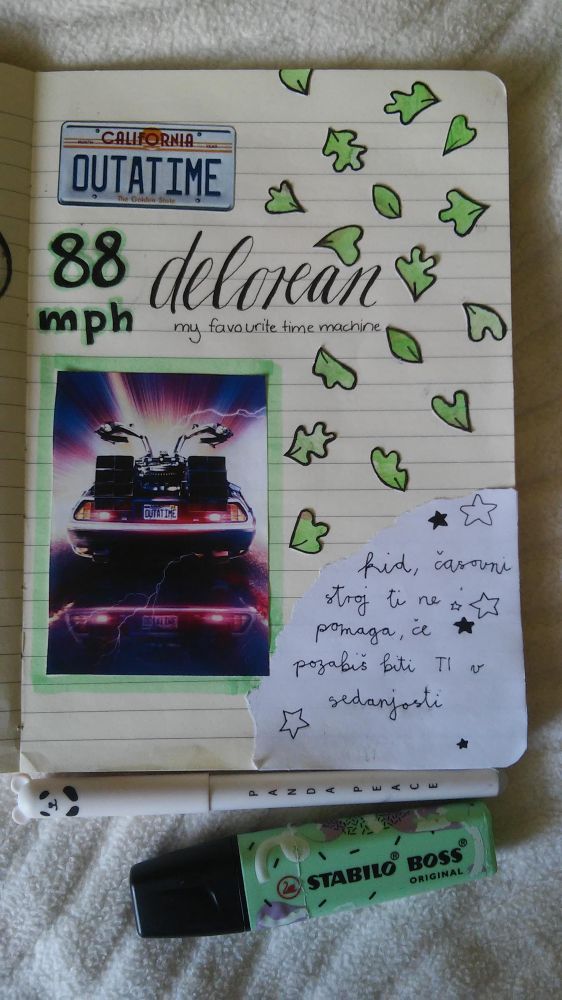 CALIFORNIA
OUTATIME
The Golden State
88
mph
delorean
my favourite time machine
OUTATIME
kid, časovni
stroj ti ne
pomaga, če
pozabiš biti TI v
sedanjosti
PANDA PEACE
STABILO® BOSS®
ORIGINAL